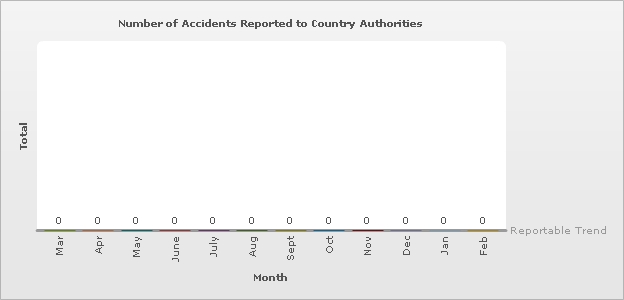 Number of Accidents Reported to Country Authorities
Total
0 0 0 0 0 0 0 0 0 0 0 0
Reportable Trend
Mar Apr May June July Aug Sept Oct Nov Dec Jan Feb
Month